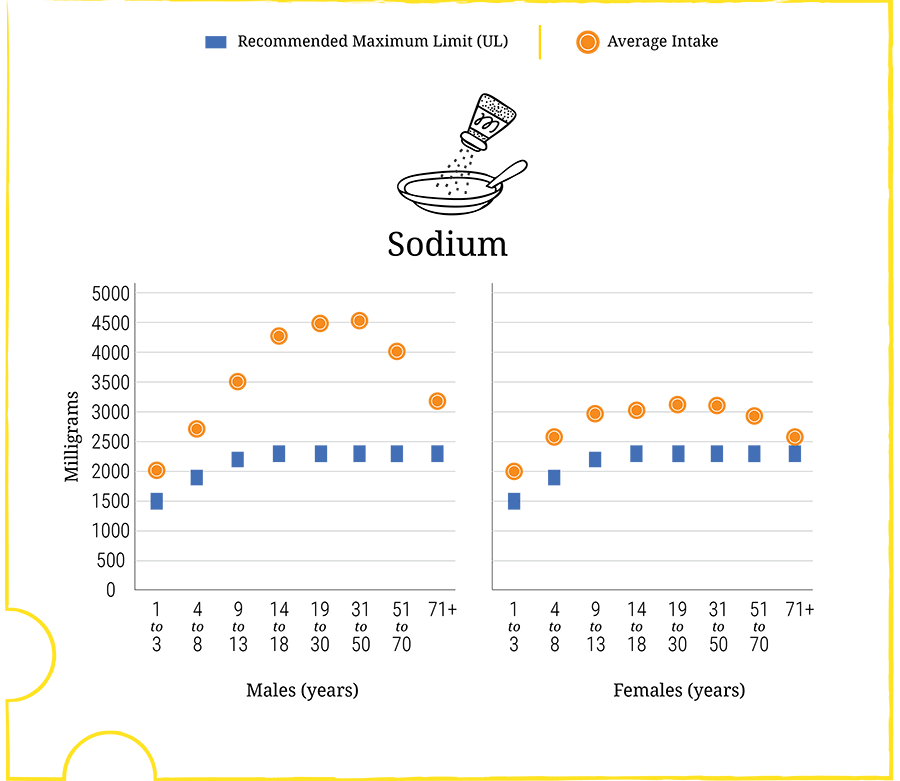 Recommended Maximum Limit (UL)
Average Intake
Sodium
Milligrams
5000
4500
4000
3500
3000
2500
2000
1500
1000
500
0
1 to 3
4 to 8
9 to 13
14 to 18
19 to 30
31 to 50
51 to 70
71+
Males (years)
1 to 3
4 to 8
9 to 13
14 to 18
19 to 30
31 to 50
51 to 70
71+
Females (years)